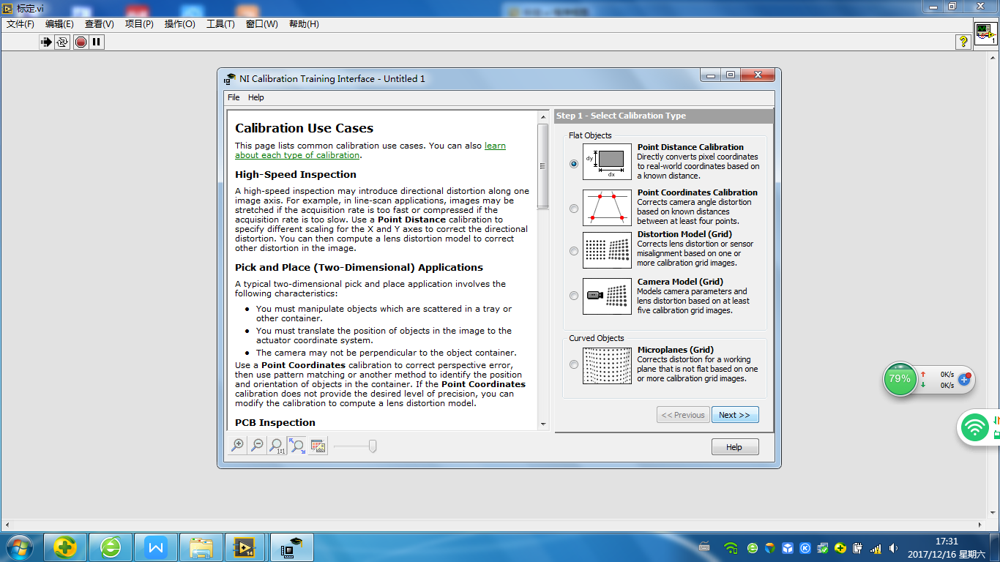 标定.vi
文件(F) 编辑(E) 查看(V) 项目(P) 操作(O) 工具(T) 窗口(W) 帮助(H)
?
1
NI Calibration Training Interface - Untitled 1
File Help
Calibration Use Cases
This page lists common calibration use cases. You can also learn
about each type of calibration.
High-Speed Inspection
A high-speed inspection may introduce directional distortion along one
image axis. For example, in line-scan applications, images may be
stretched if the acquisition rate is too fast or compressed if the
acquisition rate is too slow. Use a Point Distance calibration to
specify different scaling for the X and Y axes to correct the directional
distortion. You can then compute a lens distortion model to correct
other distortion in the image.
Pick and Place (Two-Dimensional) Applications
A typical two-dimensional pick and place application involves the
following characteristics:
• You must manipulate objects which are scattered in a tray or
other container.
• You must translate the position of objects in the image to the
actuator coordinate system.
• The camera may not be perpendicular to the object container.
Use a Point Coordinates calibration to correct perspective error,
then use pattern matching or another method to identify the position
and orientation of objects in the container. If the Point Coordinates
calibration does not provide the desired level of precision, you can
modify the calibration to compute a lens distortion model.
PCB Inspection
1:1
Step 1 - Select Calibration Type
Flat Objects
dy
dx
Point Distance Calibration
Directly converts pixel coordinates
to real-world coordinates based on
a known distance.
Point Coordinates Calibration
Corrects camera angle distortion
based on known distances
between at least four points.
Distortion Model (Grid)
Corrects lens distortion or sensor
misalignment based on one or
more calibration grid images.
Camera Model (Grid)
Models camera parameters and
lens distortion based on at least
five calibration grid images.
Curved Objects
Microplanes (Grid)
Corrects distortion for a working
plane that is not flat based on one
or more calibration grid images.
<< Previous Next >>
Help
79%
0K/s
0K/s
W
14
K
17:31
2017/12/16 星期六